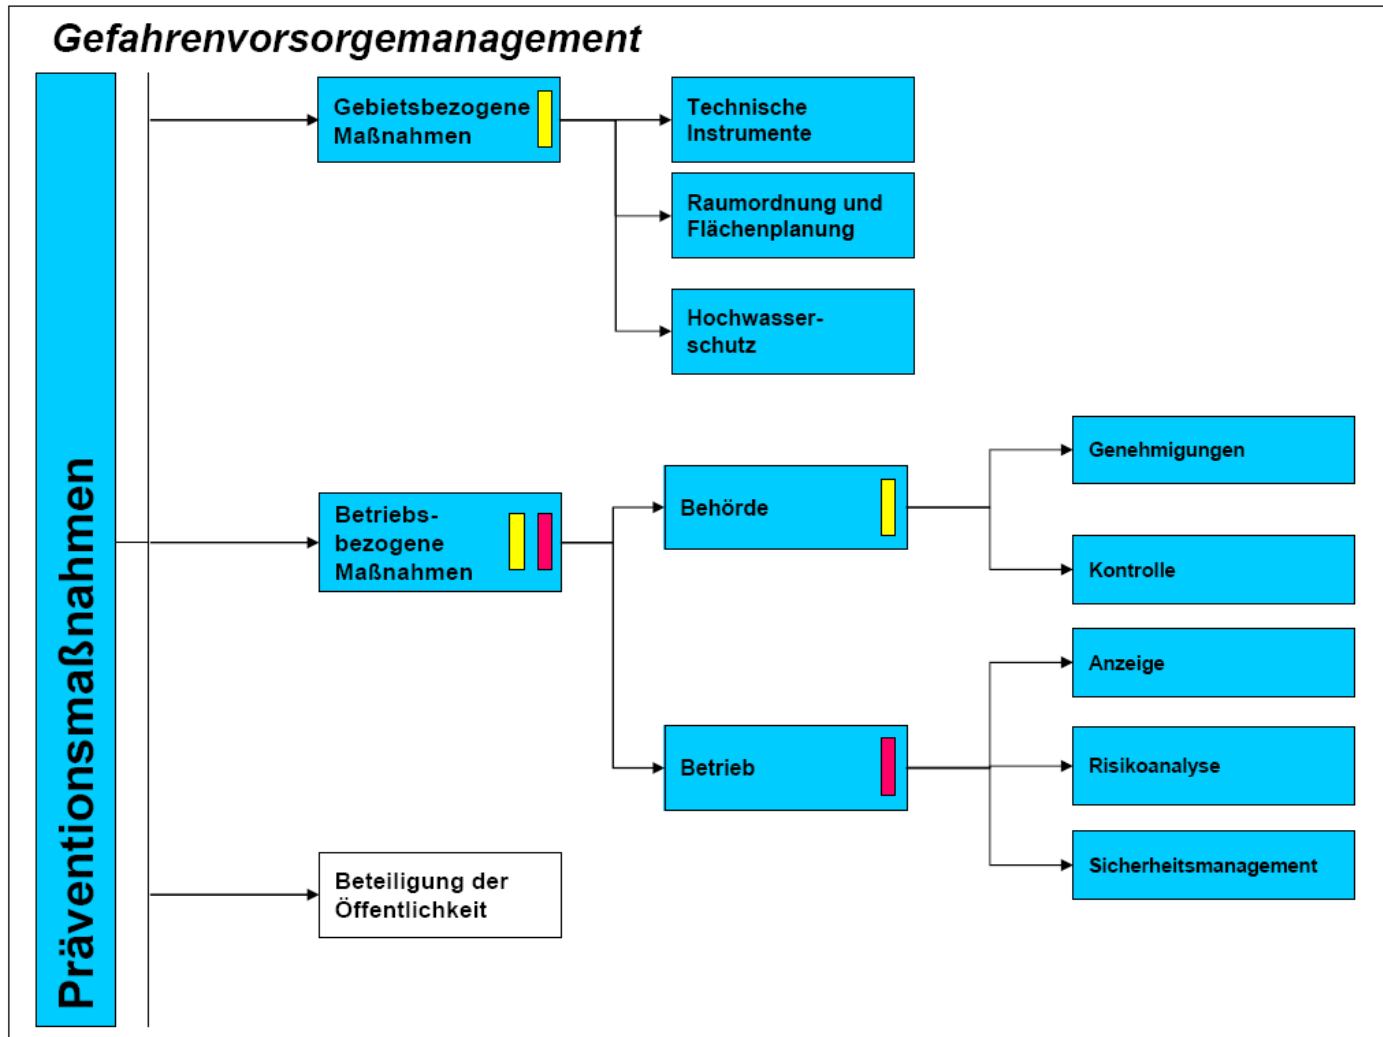 Gefahrenvorsorgemanagement
Präventionsmaßnahmen
Gebietsbezogene
Maßnahmen
Technische
Instrumente
Raumordnung und
Flächenplanung
Hochwasser-
schutz
Betriebs-
bezogene
Maßnahmen
Behörde
Genehmigungen
Kontrolle
Betrieb
Anzeige
Risikoanalyse
Sicherheitsmanagement
Beteiligung der
Öffentlichkeit